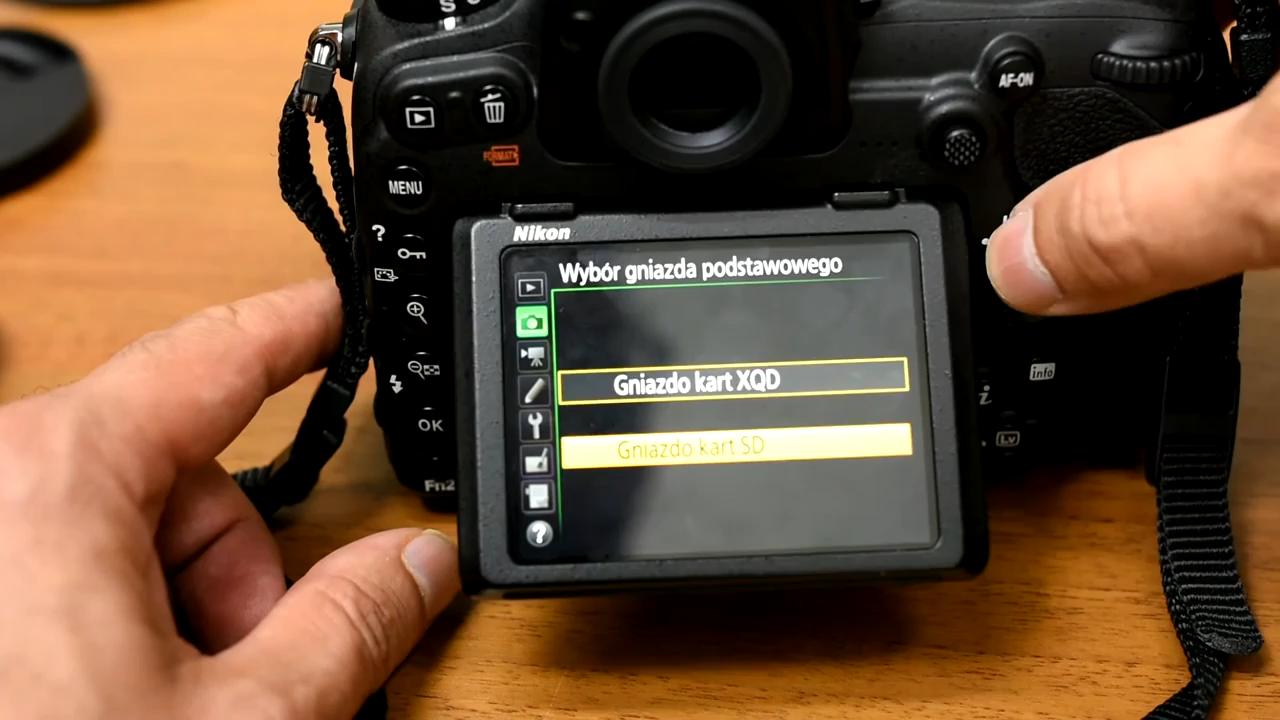 S
AF-ON
FORMAT
MENU
?
Nikon
Wybór gniazda podstawowego
Gniazdo kart XQD
info
i
OK
Lv
Gniazdo kart SD
Fn2
?